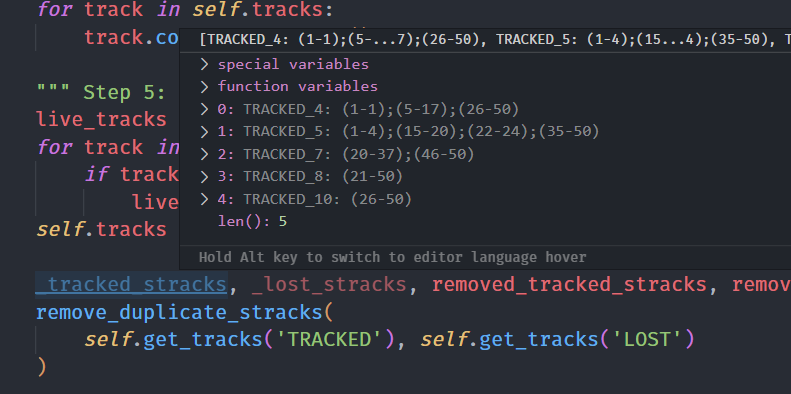 for track in self.tracks:
track.co
[TRACKED_4: (1-1);(5-...7);(26-50), TRACKED_5: (1-4);(15...4);(35-50), T
special variables
function variables
""" Step 5:
0: TRACKED_4: (1-1);(5-17);(26-50)
live_tracks
1: TRACKED_5: (1-4);(15-20);(22-24);(35-50)
for track in
2: TRACKED_7: (20-37);(46-50)
if track
3: TRACKED_8: (21-50)
live
4: TRACKED_10: (26-50)
len(): 5
self.tracks
Hold Alt key to switch to editor language hover
_tracked_stracks, _lost_stracks, removed_tracked_stracks, remov
remove_duplicate_stracks(
self.get_tracks('TRACKED'), self.get_tracks('LOST')
)